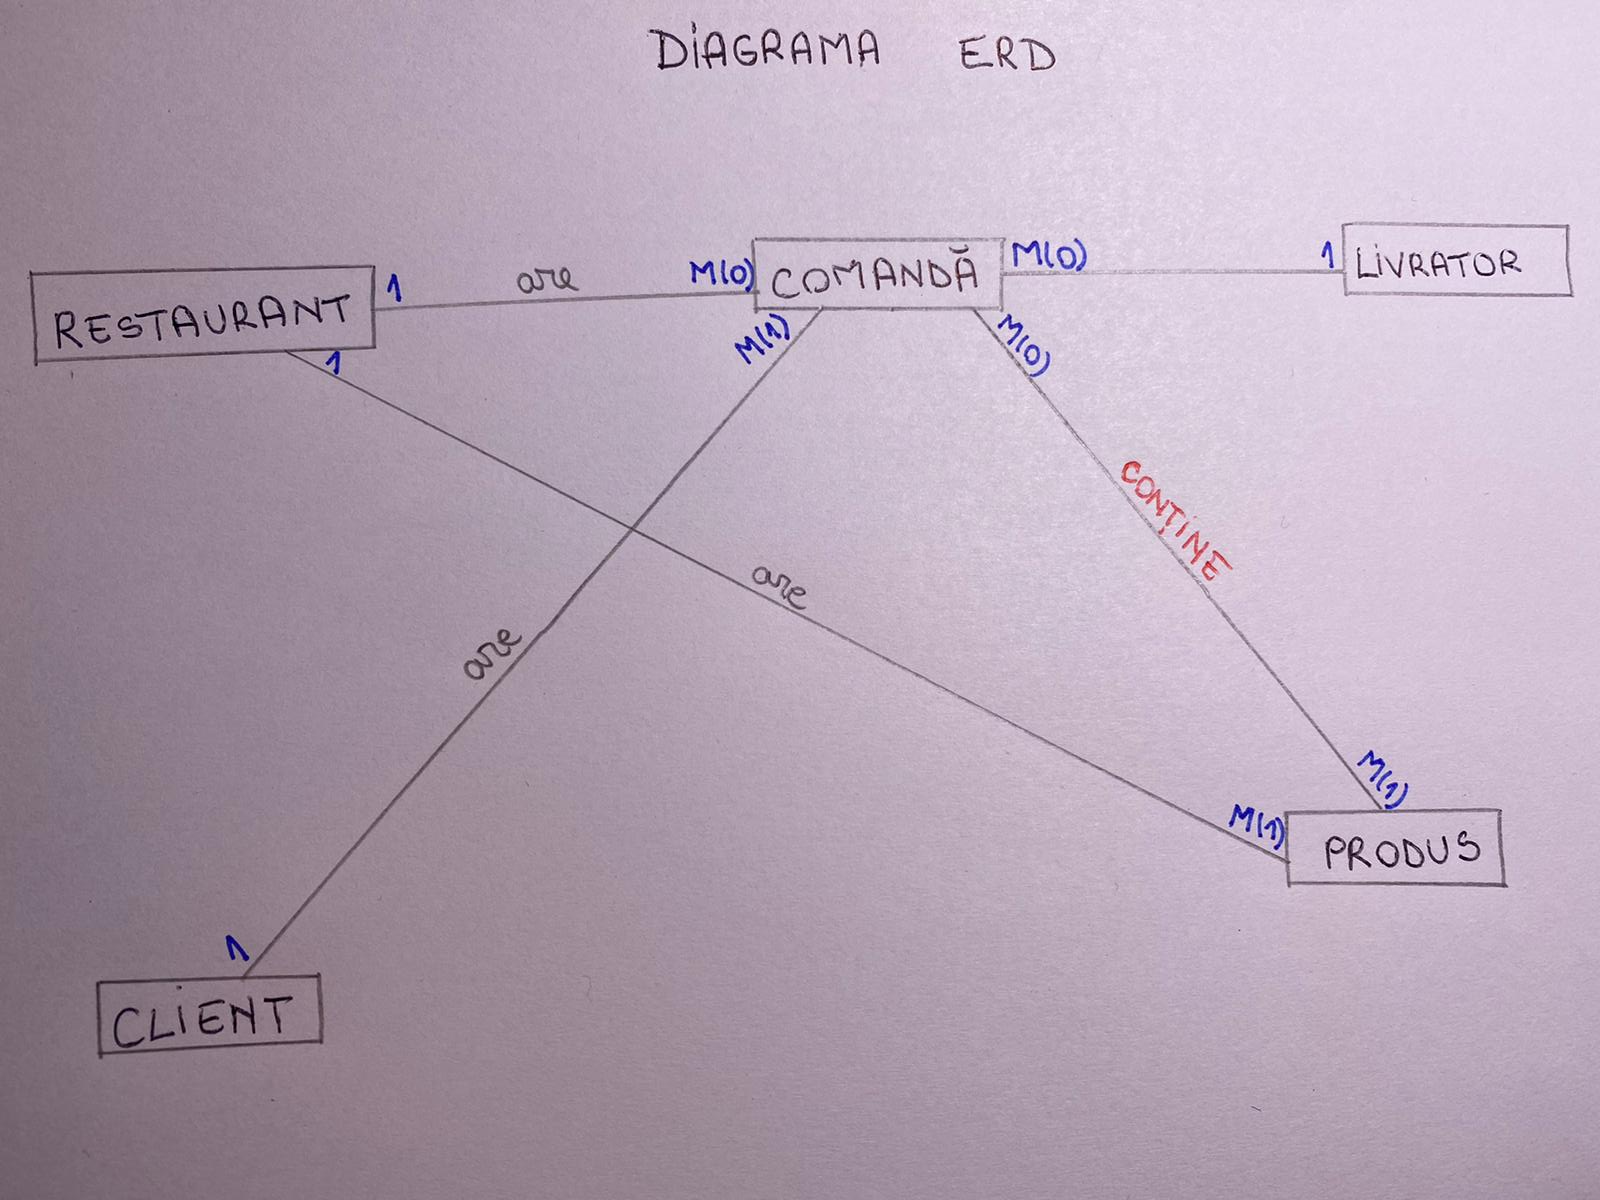 DIAGRAMA ERD
RESTAURANT
1
are
M(0)
COMANDĂ
M(0)
1
LIVRATOR
1
M(1)
M(0)
CONȚINE
are
are
M(1)
M(1)
PRODUS
1
CLIENT